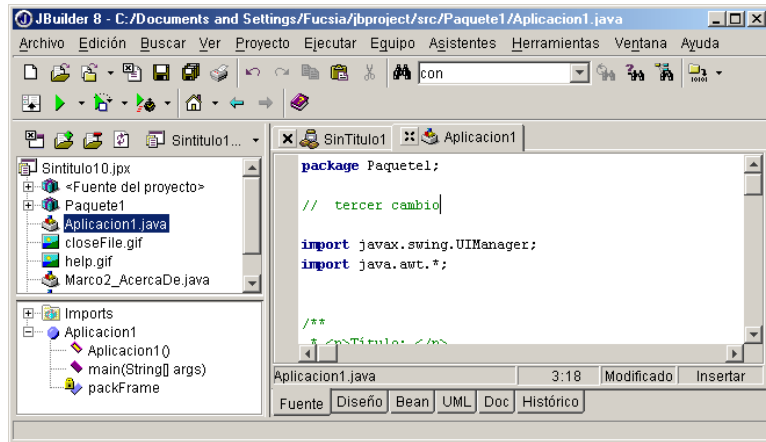 JBuilder 8 - C:/Documents and Settings/Fucsia/jbproject/src/Paquete1/Aplicacion1.java
Archivo Edición Buscar Ver Proyecto Ejecutar Equipo Asistentes Herramientas Ventana Ayuda
con
Sintitulo1...
SinTitulo1 Aplicacion1
Sintitulo10.jpx
<Fuente del proyecto>
Paquete1
Aplicacion1.java
closeFile.gif
help.gif
Marco2_AcercaDe.java
Imports
Aplicacion1
Aplicacion1()
main(String[] args)
packFrame
package Paquete1;
// tercer cambio
import javax.swing.UIManager;
import java.awt.*;
/**
* <p>Título: </p>
Aplicacion1.java 3:18 Modificado Insertar
Fuente Diseño Bean UML Doc Histórico